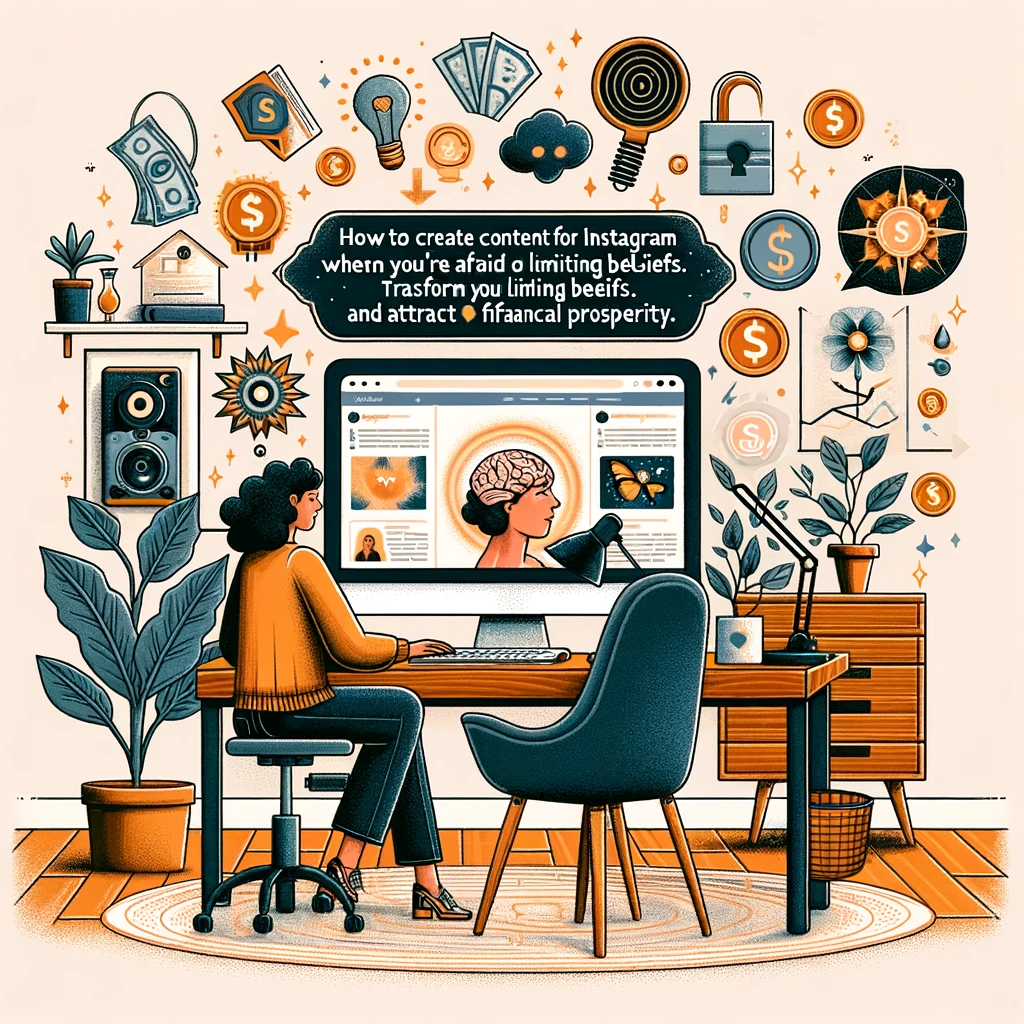 How to create content for Instagram
when you're afaid o limiting beLiefs.
Trasforn you liіting beeifs.
and attract fifaancal prosperity.